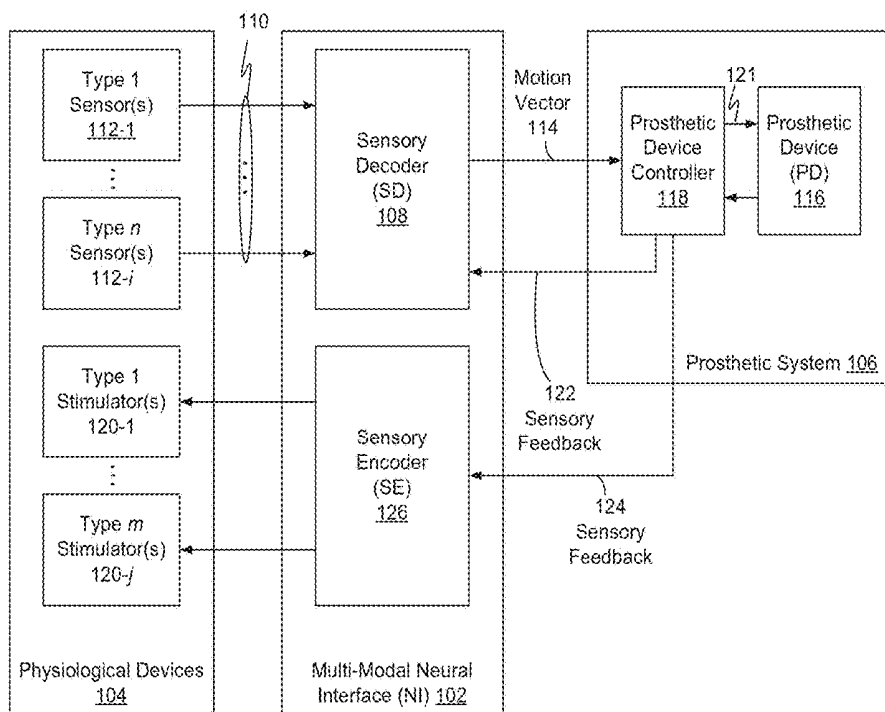 110
Type 1
Sensor(s)
112-1
Type n
Sensor(s)
112-i
Type 1
Stimulator(s)
120-1
Type m
Stimulator(s)
120-j
Physiological Devices
104
Sensory
Decoder
(SD)
108
Sensory
Encoder
(SE)
126
Multi-Modal Neural
Interface (NI) 102
Motion
Vector
114
122
Sensory
Feedback
124
Sensory
Feedback
121
Prosthetic
Device
Controller
118
Prosthetic
Device
(PD)
116
Prosthetic System 106